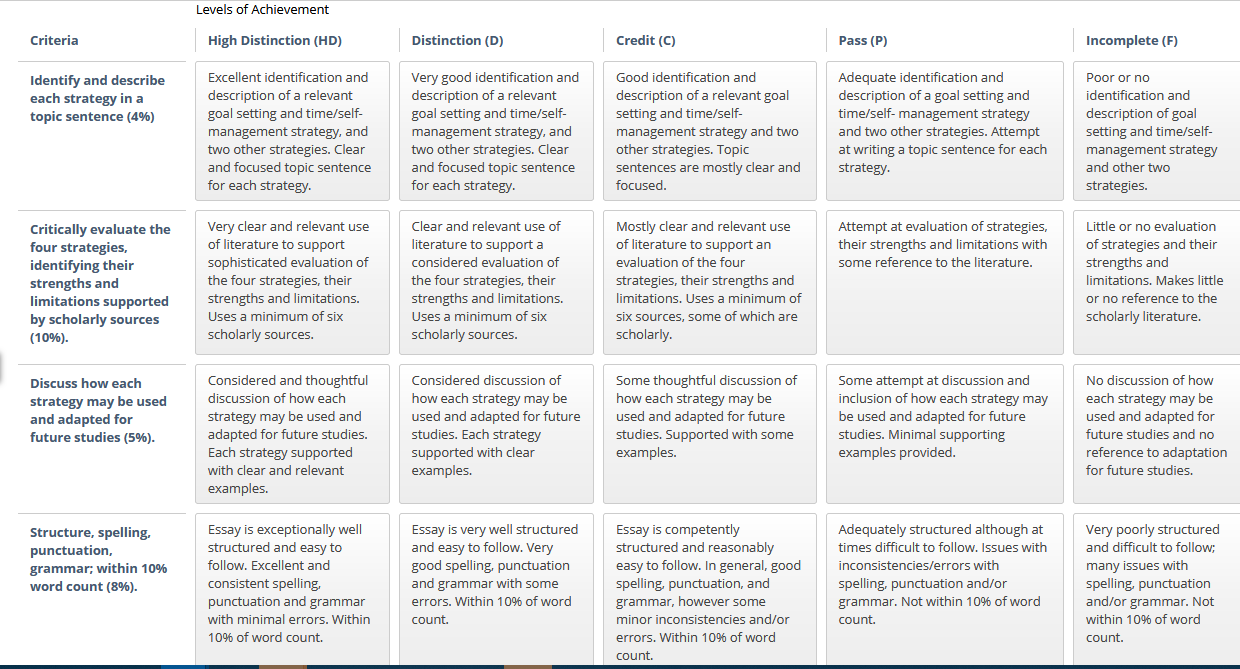 Levels of Achievement
Criteria
High Distinction (HD)
Distinction (D)
Credit (C)
Pass (P)
Incomplete (F)
Identify and describe
each strategy in a
topic sentence (4%)
Excellent identification and
description of a relevant
goal setting and time/self-
management strategy, and
two other strategies. Clear
and focused topic sentence
for each strategy.
Very good identification and
description of a relevant
goal setting and time/self-
management strategy, and
two other strategies. Clear
and focused topic sentence
for each strategy.
Good identification and
description of a relevant goal
setting and time/self-
management strategy and two
other strategies. Topic
sentences are mostly clear and
focused.
Adequate identification and
description of a goal setting and
time/self- management strategy
and two other strategies. Attempt
at writing a topic sentence for each
strategy.
Poor or no
identification and
description of goal
setting and time/self-
management strategy
and other two
strategies.
Critically evaluate the
four strategies,
identifying their
strengths and
limitations supported
by scholarly sources
(10%).
Very clear and relevant use
of literature to support
sophisticated evaluation of
the four strategies, their
strengths and limitations.
Uses a minimum of six
scholarly sources.
Clear and relevant use of
literature to support a
considered evaluation of
the four strategies, their
strengths and limitations.
Uses a minimum of six
scholarly sources.
Mostly clear and relevant use
of literature to support an
evaluation of the four
strategies, their strengths and
limitations. Uses a minimum of
six sources, some of which are
scholarly.
Attempt at evaluation of strategies,
their strengths and limitations with
some reference to the literature.
Little or no evaluation
of strategies and their
strengths and
limitations. Makes little
or no reference to the
scholarly literature.
Discuss how each
strategy may be used
and adapted for
future studies (5%).
Considered and thoughtful
discussion of how each
strategy may be used and
adapted for future studies.
Each strategy supported
with clear and relevant
examples.
Considered discussion of
how each strategy may be
used and adapted for future
studies. Each strategy
supported with clear
examples.
Some thoughtful discussion of
how each strategy may be
used and adapted for future
studies. Supported with some
examples.
Some attempt at discussion and
inclusion of how each strategy may
be used and adapted for future
studies. Minimal supporting
examples provided.
No discussion of how
each strategy may be
used and adapted for
future studies and no
reference to adaptation
for future studies.
Structure, spelling,
punctuation,
grammar; within 10%
word count (8%).
Essay is exceptionally well
structured and easy to
follow. Excellent and
consistent spelling,
punctuation and grammar
with minimal errors. Within
10% of word count.
Essay is very well structured
and easy to follow. Very
good spelling, punctuation
and grammar with some
errors. Within 10% of word
count.
Essay is competently
structured and reasonably
easy to follow. In general, good
spelling, punctuation, and
grammar, however some
minor inconsistencies and/or
errors. Within 10% of word
count.
Adequately structured although at
times difficult to follow. Issues with
inconsistencies/errors with
spelling, punctuation and/or
grammar. Not within 10% of word
count.
Very poorly structured
and difficult to follow;
many issues with
spelling, punctuation
and/or grammar. Not
within 10% of word
count.